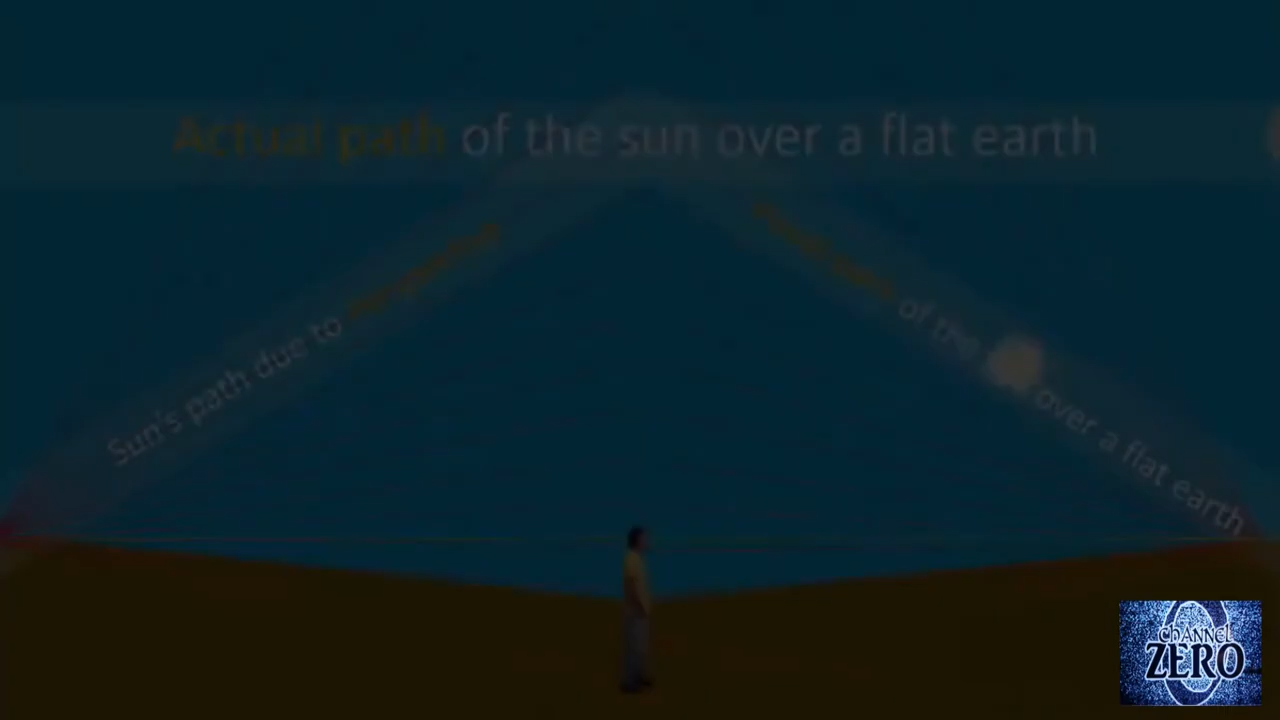 Actual path of the sun over a flat earth
Sun's path due to perspective
of the
over a flat earth
cHANNEL
ZERO